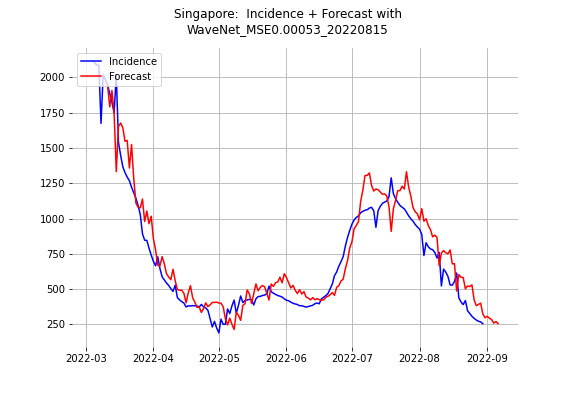 Singapore:  Incidence + Forecast with
WaveNet_MSE0.00053_20220815
Incidence
Forecast
2000
1750
1500
1250
1000
750
500
250
2022-03 2022-04 2022-05 2022-06 2022-07 2022-08 2022-09